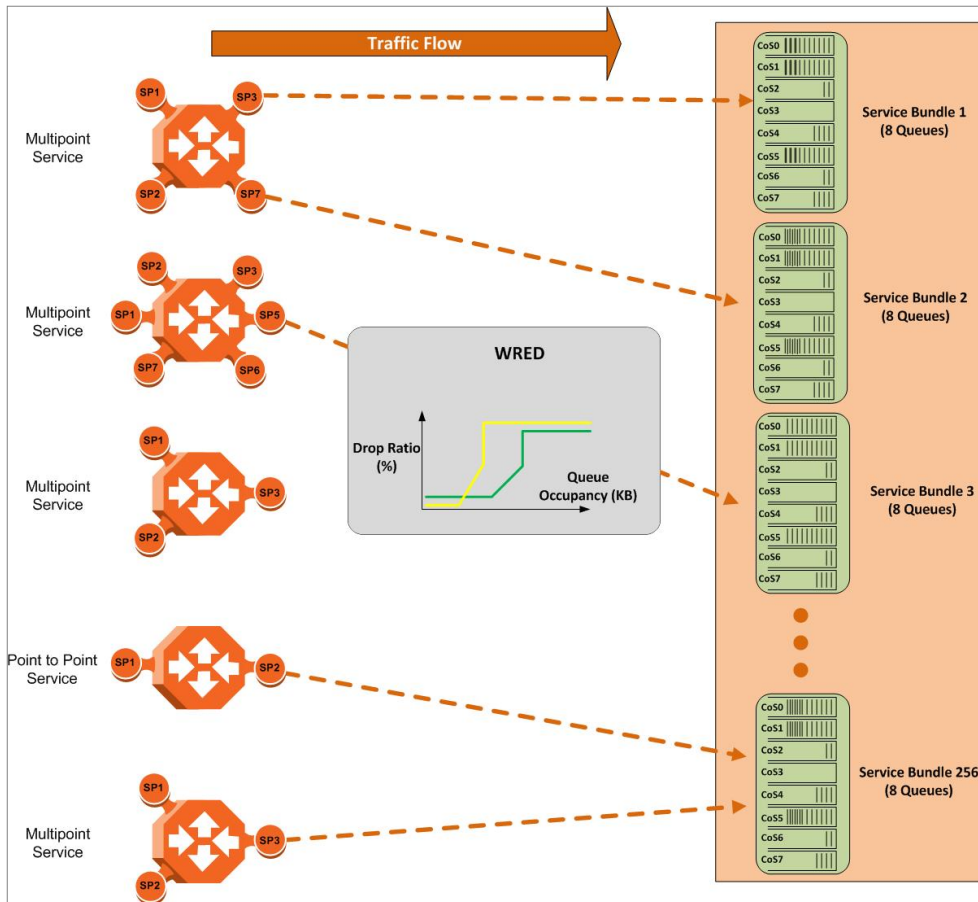 Traffic Flow
Multipoint
Service
SP1
SP3
SP2
SP7
Multipoint
Service
SP2
SP3
SP1
SP5
SP7
SP6
Multipoint
Service
SP1
SP3
SP2
Point to Point
Service
SP1
SP2
Multipoint
Service
SP1
SP3
SP2
WRED
Drop Ratio
(%)
Queue
Occupancy (KB)
CoS0
CoS1
CoS2
CoS3
CoS4
CoS5
CoS6
CoS7
Service Bundle 1
(8 Queues)
CoS0
CoS1
CoS2
CoS3
CoS4
CoS5
CoS6
CoS7
Service Bundle 2
(8 Queues)
CoS0
CoS1
CoS2
CoS3
CoS4
CoS5
CoS6
CoS7
Service Bundle 3
(8 Queues)
CoS0
CoS1
CoS2
CoS3
CoS4
CoS5
CoS6
CoS7
Service Bundle 256
(8 Queues)